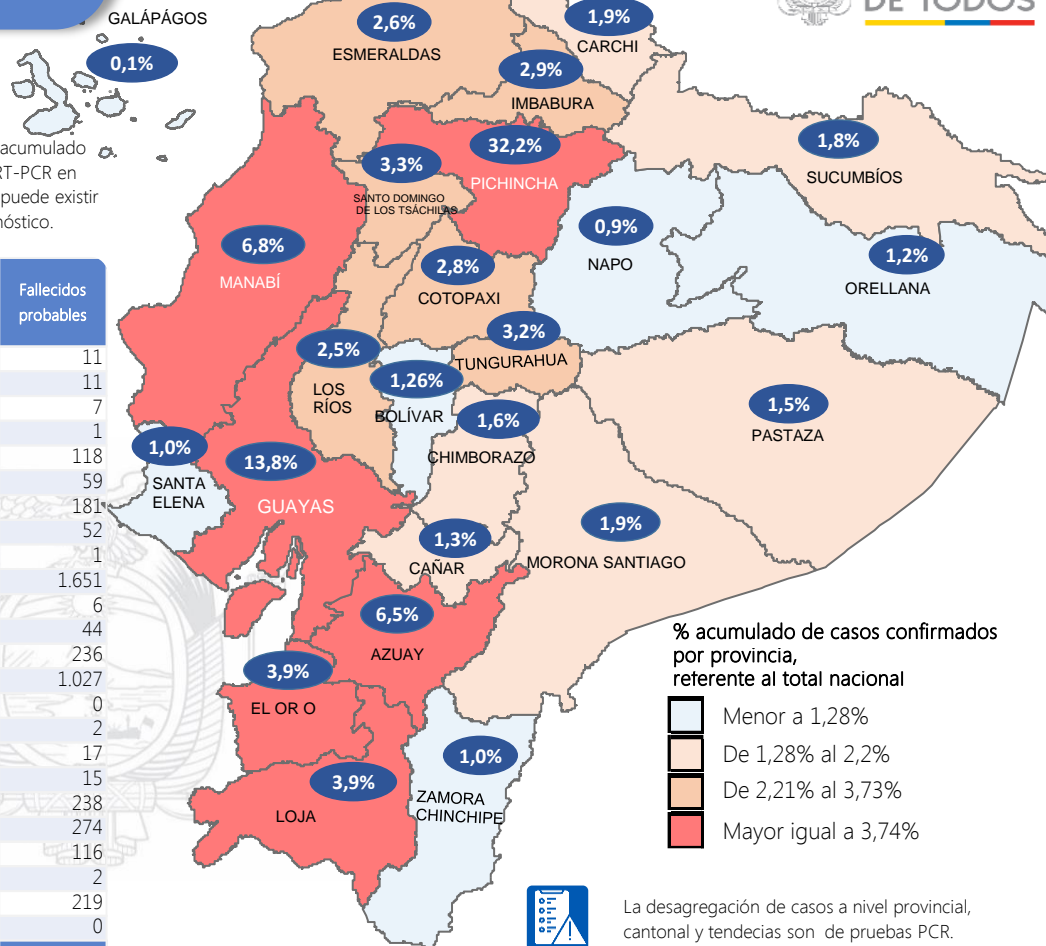 DE TODOS
GALÁPAGOS
0,1%
acumulado
RT-PCR en
puede existir
nóstico.
2,6%
ESMERALDAS
1,9%
CARCHI
2,9%
IMBABURA
32,2%
PICHINCHA
3,3%
SANTO DOMINGO
DE LOS TSÁCHILAS
1,8%
SUCUMBÍOS
6,8%
MANABÍ
0,9%
NAPO
1,2%
ORELLANA
2,8%
COTOPAXI
3,2%
TUNGURAHUA
2,5%
LOS
RÍOS
1,26%
BOLÍVAR
1,6%
CHIMBORAZO
1,5%
PASTAZA
1,0%
SANTA
ELENA
13,8%
GUAYAS
1,3%
CAÑAR
1,9%
MORONA SANTIAGO
6,5%
AZUAY
3,9%
EL OR O
3,9%
LOJA
1,0%
ZAMORA
CHINCHIPE
Fallecidos
probables
11
11
7
1
118
59
181
52
1
1.651
6
44
236
1.027
0
2
17
15
238
274
116
2
219
0
% acumulado de casos confirmados
por provincia,
referente al total nacional
Menor a 1,28%
De 1,28% al 2,2%
De 2,21% al 3,73%
Mayor igual a 3,74%
La desagregación de casos a nivel provincial,
cantonal y tendecias son de pruebas PCR.